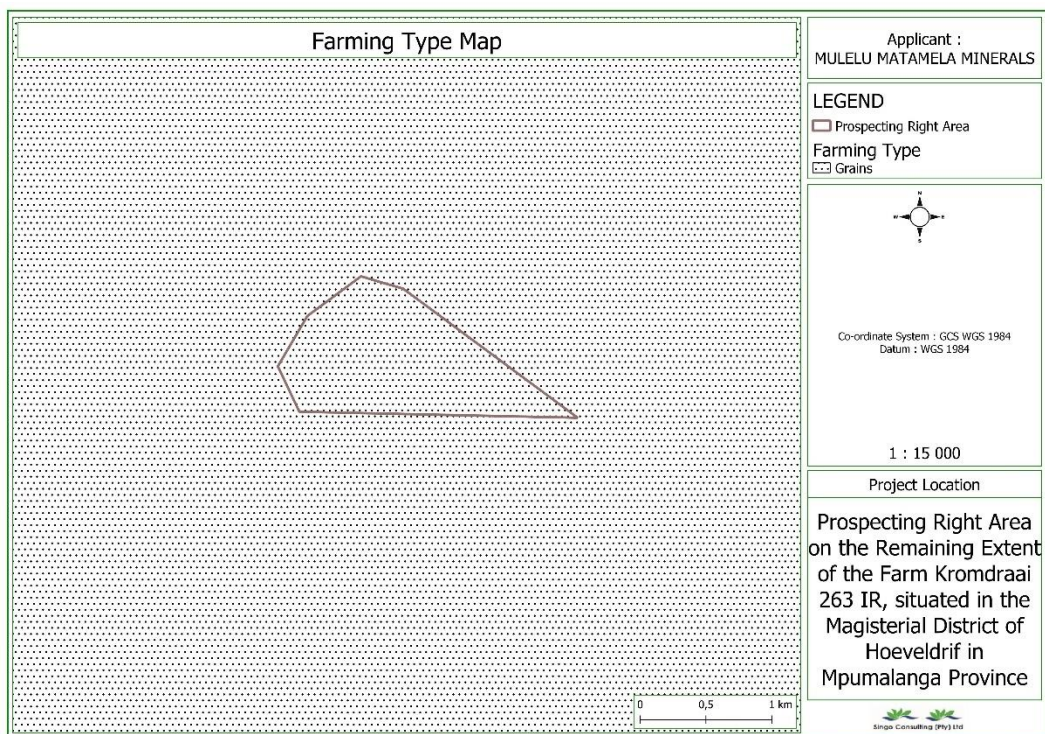 Farming Type Map
Applicant :
MULELU MATAMELA MINERALS
LEGEND
Prospecting Right Area
Farming Type
Grains
N
W E
S
Co-ordinate System : GCS WGS 1984
Datum : WGS 1984
1 : 15 000
Project Location
Prospecting Right Area
on the Remaining Extent
of the Farm Kromdraai
263 IR, situated in the
Magisterial District of
Hoeveldrif in
Mpumalanga Province
0 0,5 1 km
Singo Consulting (Pty) Ltd